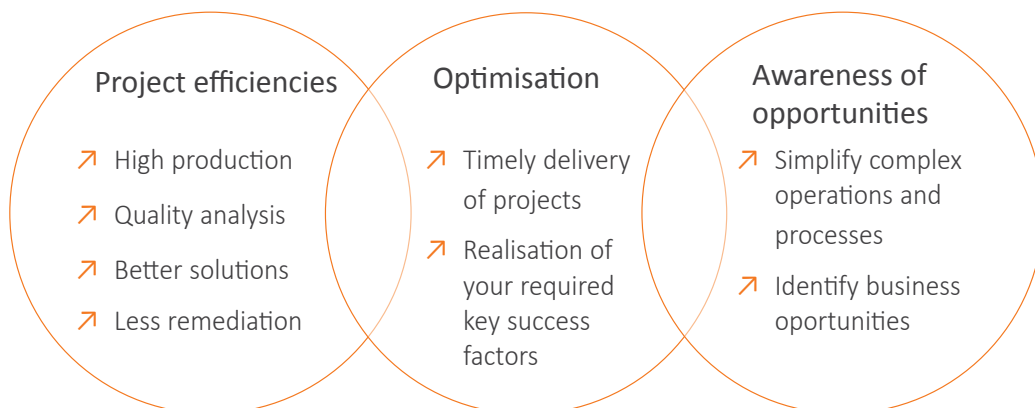 Project efficiencies
High production
Quality analysis
Better solutions
Less remediation
Optimisation
Timely delivery
of projects
Realisation of
your required
key success
factors
Awareness of
opportunities
Simplify complex
operations and
processes
Identify business
oportunities